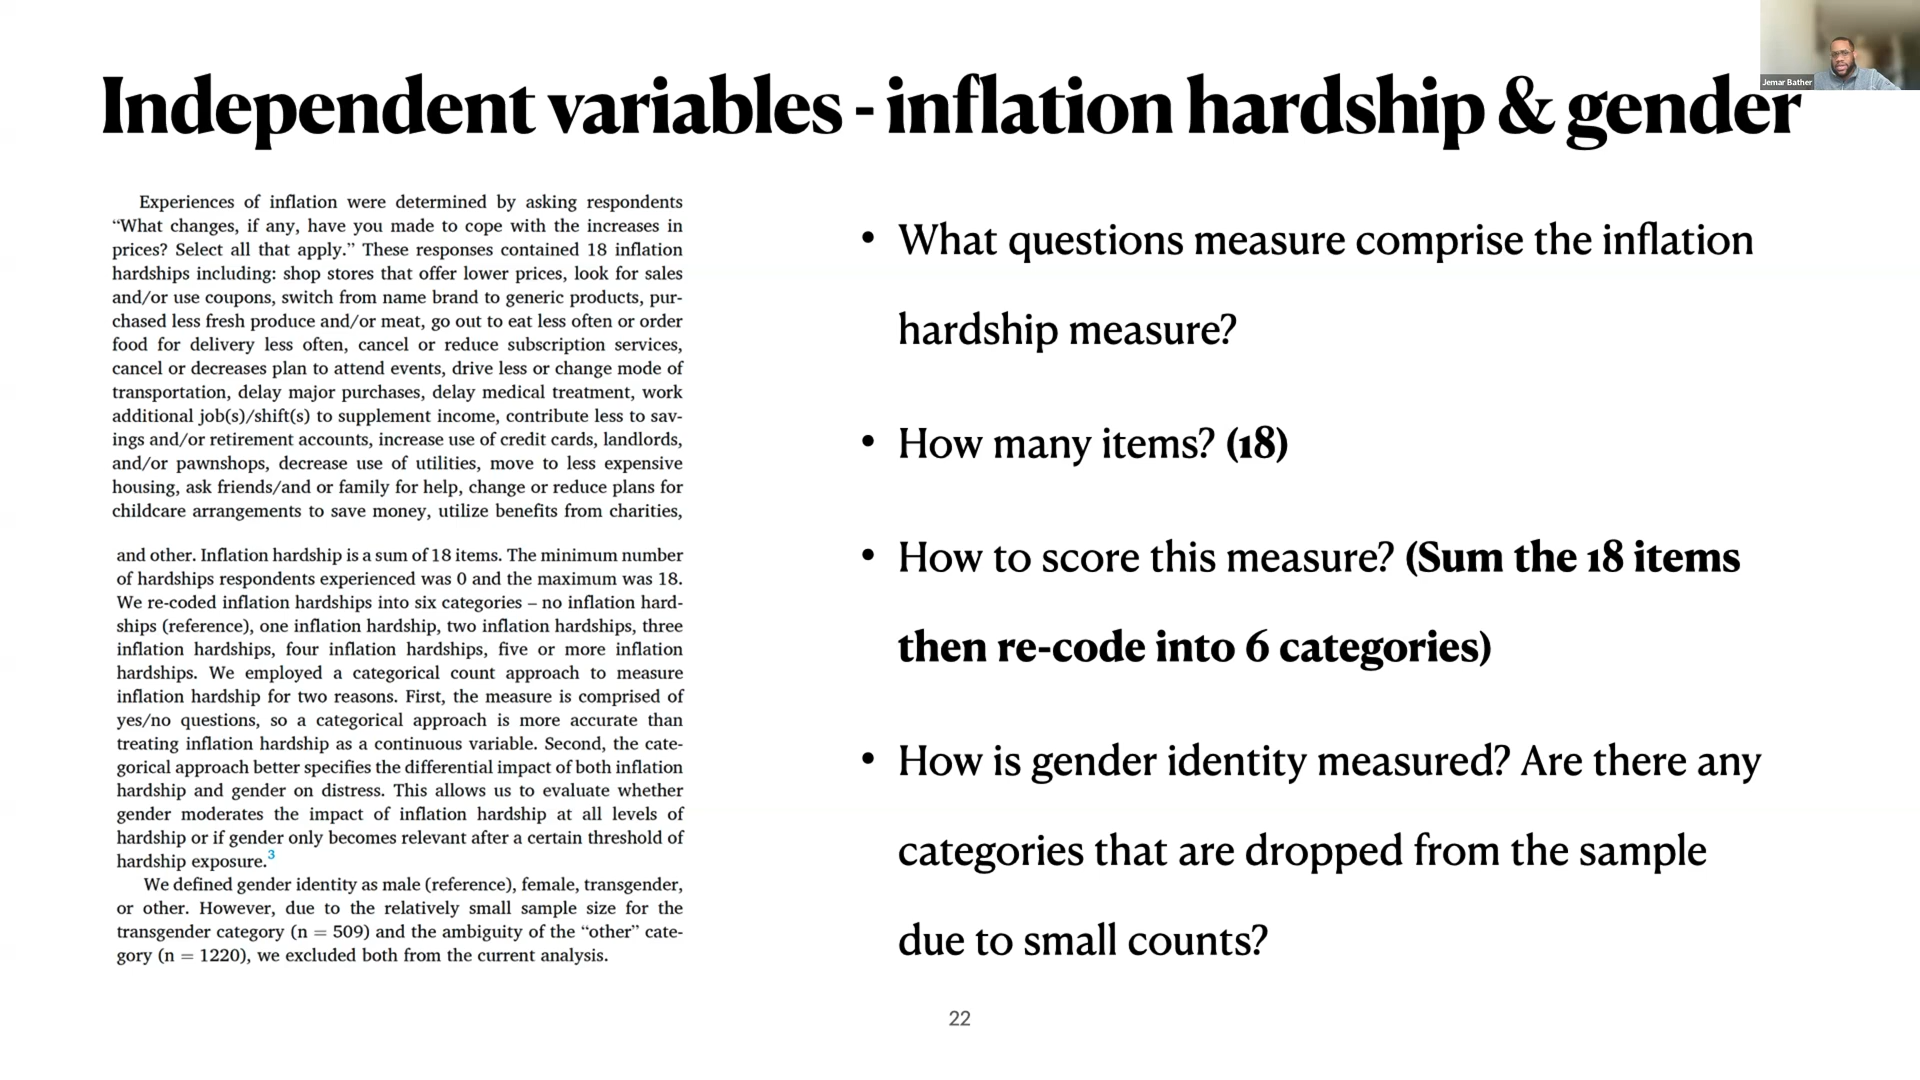 Jemar Bather
Independent variables - inflation hardship & gender
Experiences of inflation were determined by asking respondents
“What changes, if any, have you made to cope with the increases in
prices? Select all that apply.” These responses contained 18 inflation
hardships including: shop stores that offer lower prices, look for sales
and/or use coupons, switch from name brand to generic products, pur-
chased less fresh produce and/or meat, go out to eat less often or order
food for delivery less often, cancel or reduce subscription services,
cancel or decreases plan to attend events, drive less or change mode of
transportation, delay major purchases, delay medical treatment, work
additional job(s)/shift(s) to supplement income, contribute less to sav-
ings and/or retirement accounts, increase use of credit cards, landlords,
and/or pawnshops, decrease use of utilities, move to less expensive
housing, ask friends/and or family for help, change or reduce plans for
childcare arrangements to save money, utilize benefits from charities,
and other. Inflation hardship is a sum of 18 items. The minimum number
of hardships respondents experienced was 0 and the maximum was 18.
We re-coded inflation hardships into six categories – no inflation hard-
ships (reference), one inflation hardship, two inflation hardships, three
inflation hardships, four inflation hardships, five or more inflation
hardships. We employed a categorical count approach to measure
inflation hardship for two reasons. First, the measure is comprised of
yes/no questions, so a categorical approach is more accurate than
treating inflation hardship as a continuous variable. Second, the cate-
gorical approach better specifies the differential impact of both inflation
hardship and gender on distress. This allows us to evaluate whether
gender moderates the impact of inflation hardship at all levels of
hardship or if gender only becomes relevant after a certain threshold of
hardship exposure.3
We defined gender identity as male (reference), female, transgender,
or other. However, due to the relatively small sample size for the
transgender category (n = 509) and the ambiguity of the “other” cate-
gory (n = 1220), we excluded both from the current analysis.
• What questions measure comprise the inflation
hardship measure?
• How many items? (18)
• How to score this measure? (Sum the 18 items
then re-code into 6 categories)
• How is gender identity measured? Are there any
categories that are dropped from the sample
due to small counts?
22